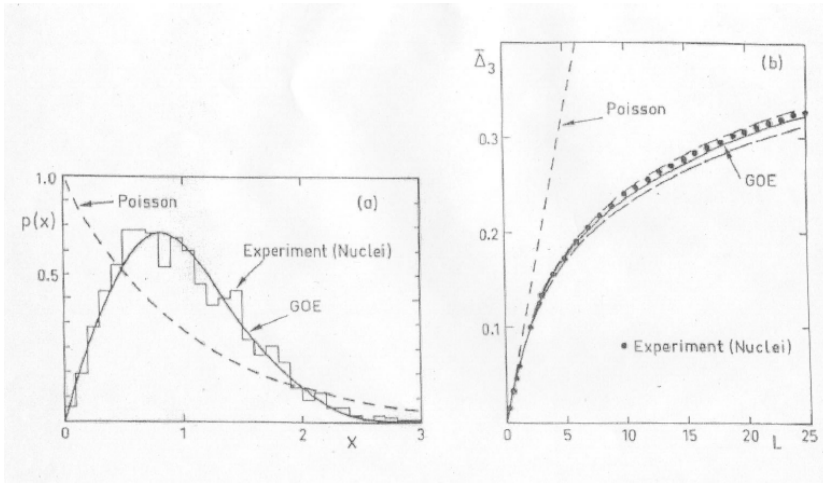 1.0
p(x)
0.5
0
1
2
3
X
Poisson
(a)
Experiment (Nuclei)
GOE
Δ̅₃
0.3
0.2
0.1
0
5
10
15
20
25
L
Poisson
(b)
GOE
• Experiment (Nuclei)